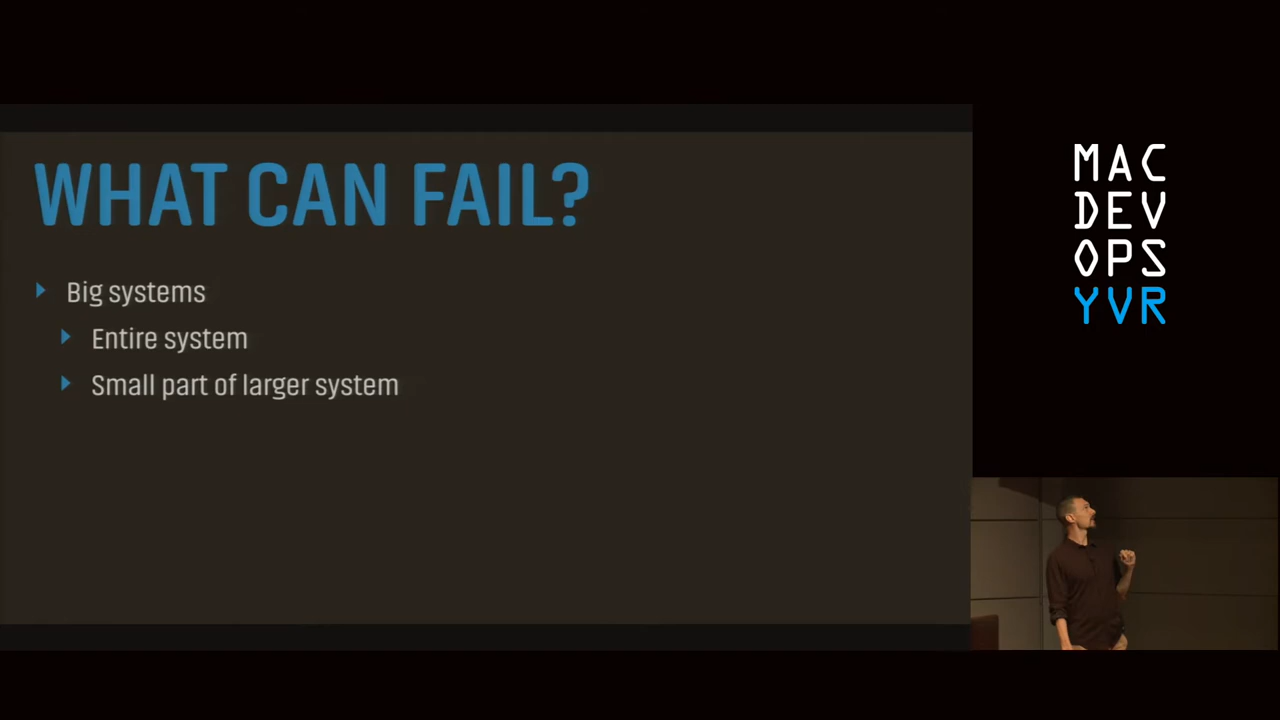 WHAT CAN FAIL?
Big systems
Entire system
Small part of larger system
MAC
DEV
OPS
YVR